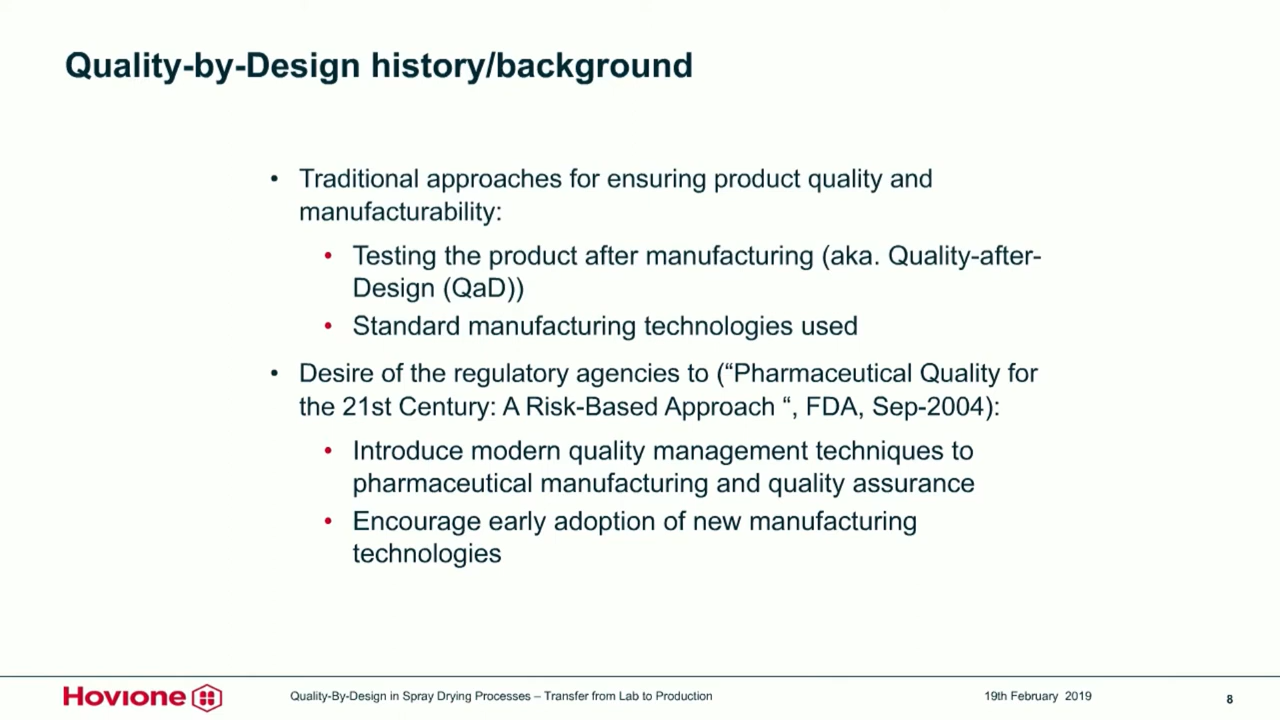 Quality-by-Design history/background
• Traditional approaches for ensuring product quality and
manufacturability:
• Testing the product after manufacturing (aka. Quality-after-
Design (QaD))
• Standard manufacturing technologies used
• Desire of the regulatory agencies to (“Pharmaceutical Quality for
the 21st Century: A Risk-Based Approach “, FDA, Sep-2004):
• Introduce modern quality management techniques to
pharmaceutical manufacturing and quality assurance
• Encourage early adoption of new manufacturing
technologies
Hovione
Quality-By-Design in Spray Drying Processes – Transfer from Lab to Production
19th February 2019
8